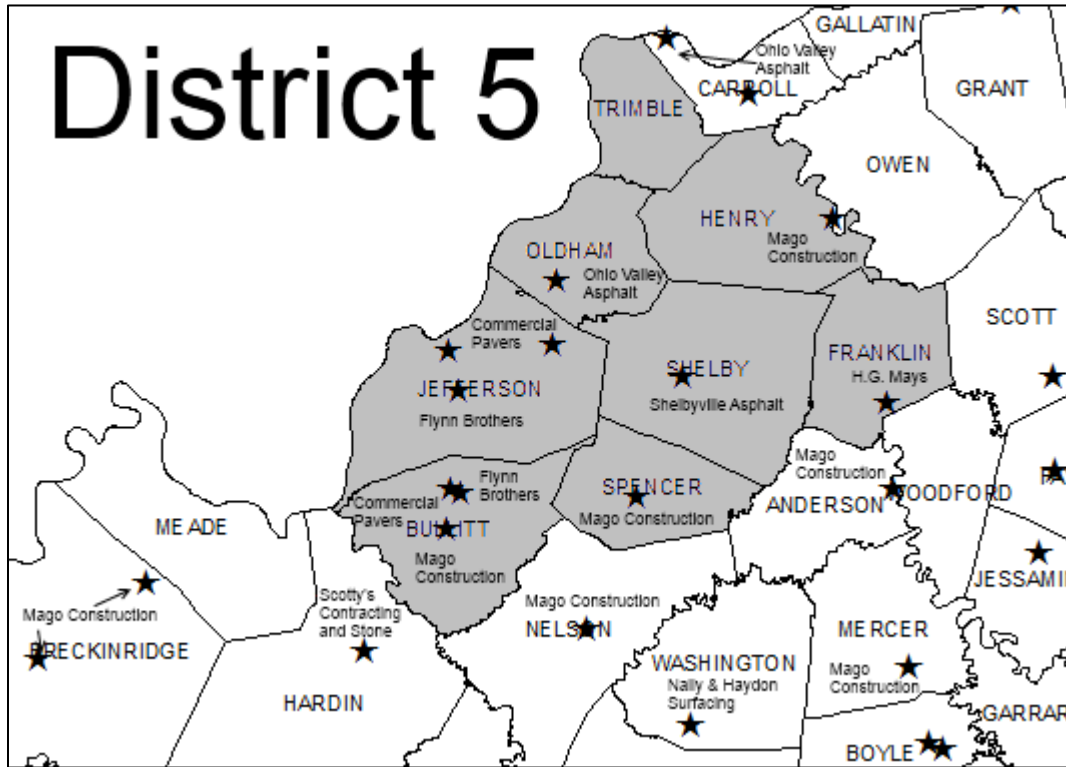 District 5
GALLATIN
Ohio Valley
Asphalt
CARROLL
GRANT
TRIMBLE
OWEN
HENRY
Mago
Construction
OLDHAM
Ohio Valley
Asphalt
SCOTT
Commercial
Pavers
FRANKLIN
H.G. Mays
SHELBY
Shelbyville Asphalt
JEFFERSON
Flynn Brothers
Mago
Construction
Flynn
Brothers
SPENCER
Mago Construction
ANDERSON
WOODFORD
FA
Commercial
Pavers
BULLITT
Mago
Construction
MEADE
JESSAMI
Mago Construction
Scotty's
Contracting
and Stone
Mago Construction
NELSON
MERCER
BRECKINRIDGE
WASHINGTON
Nally & Haydon
Surfacing
Mago
Construction
HARDIN
GARRAR
BOYLE